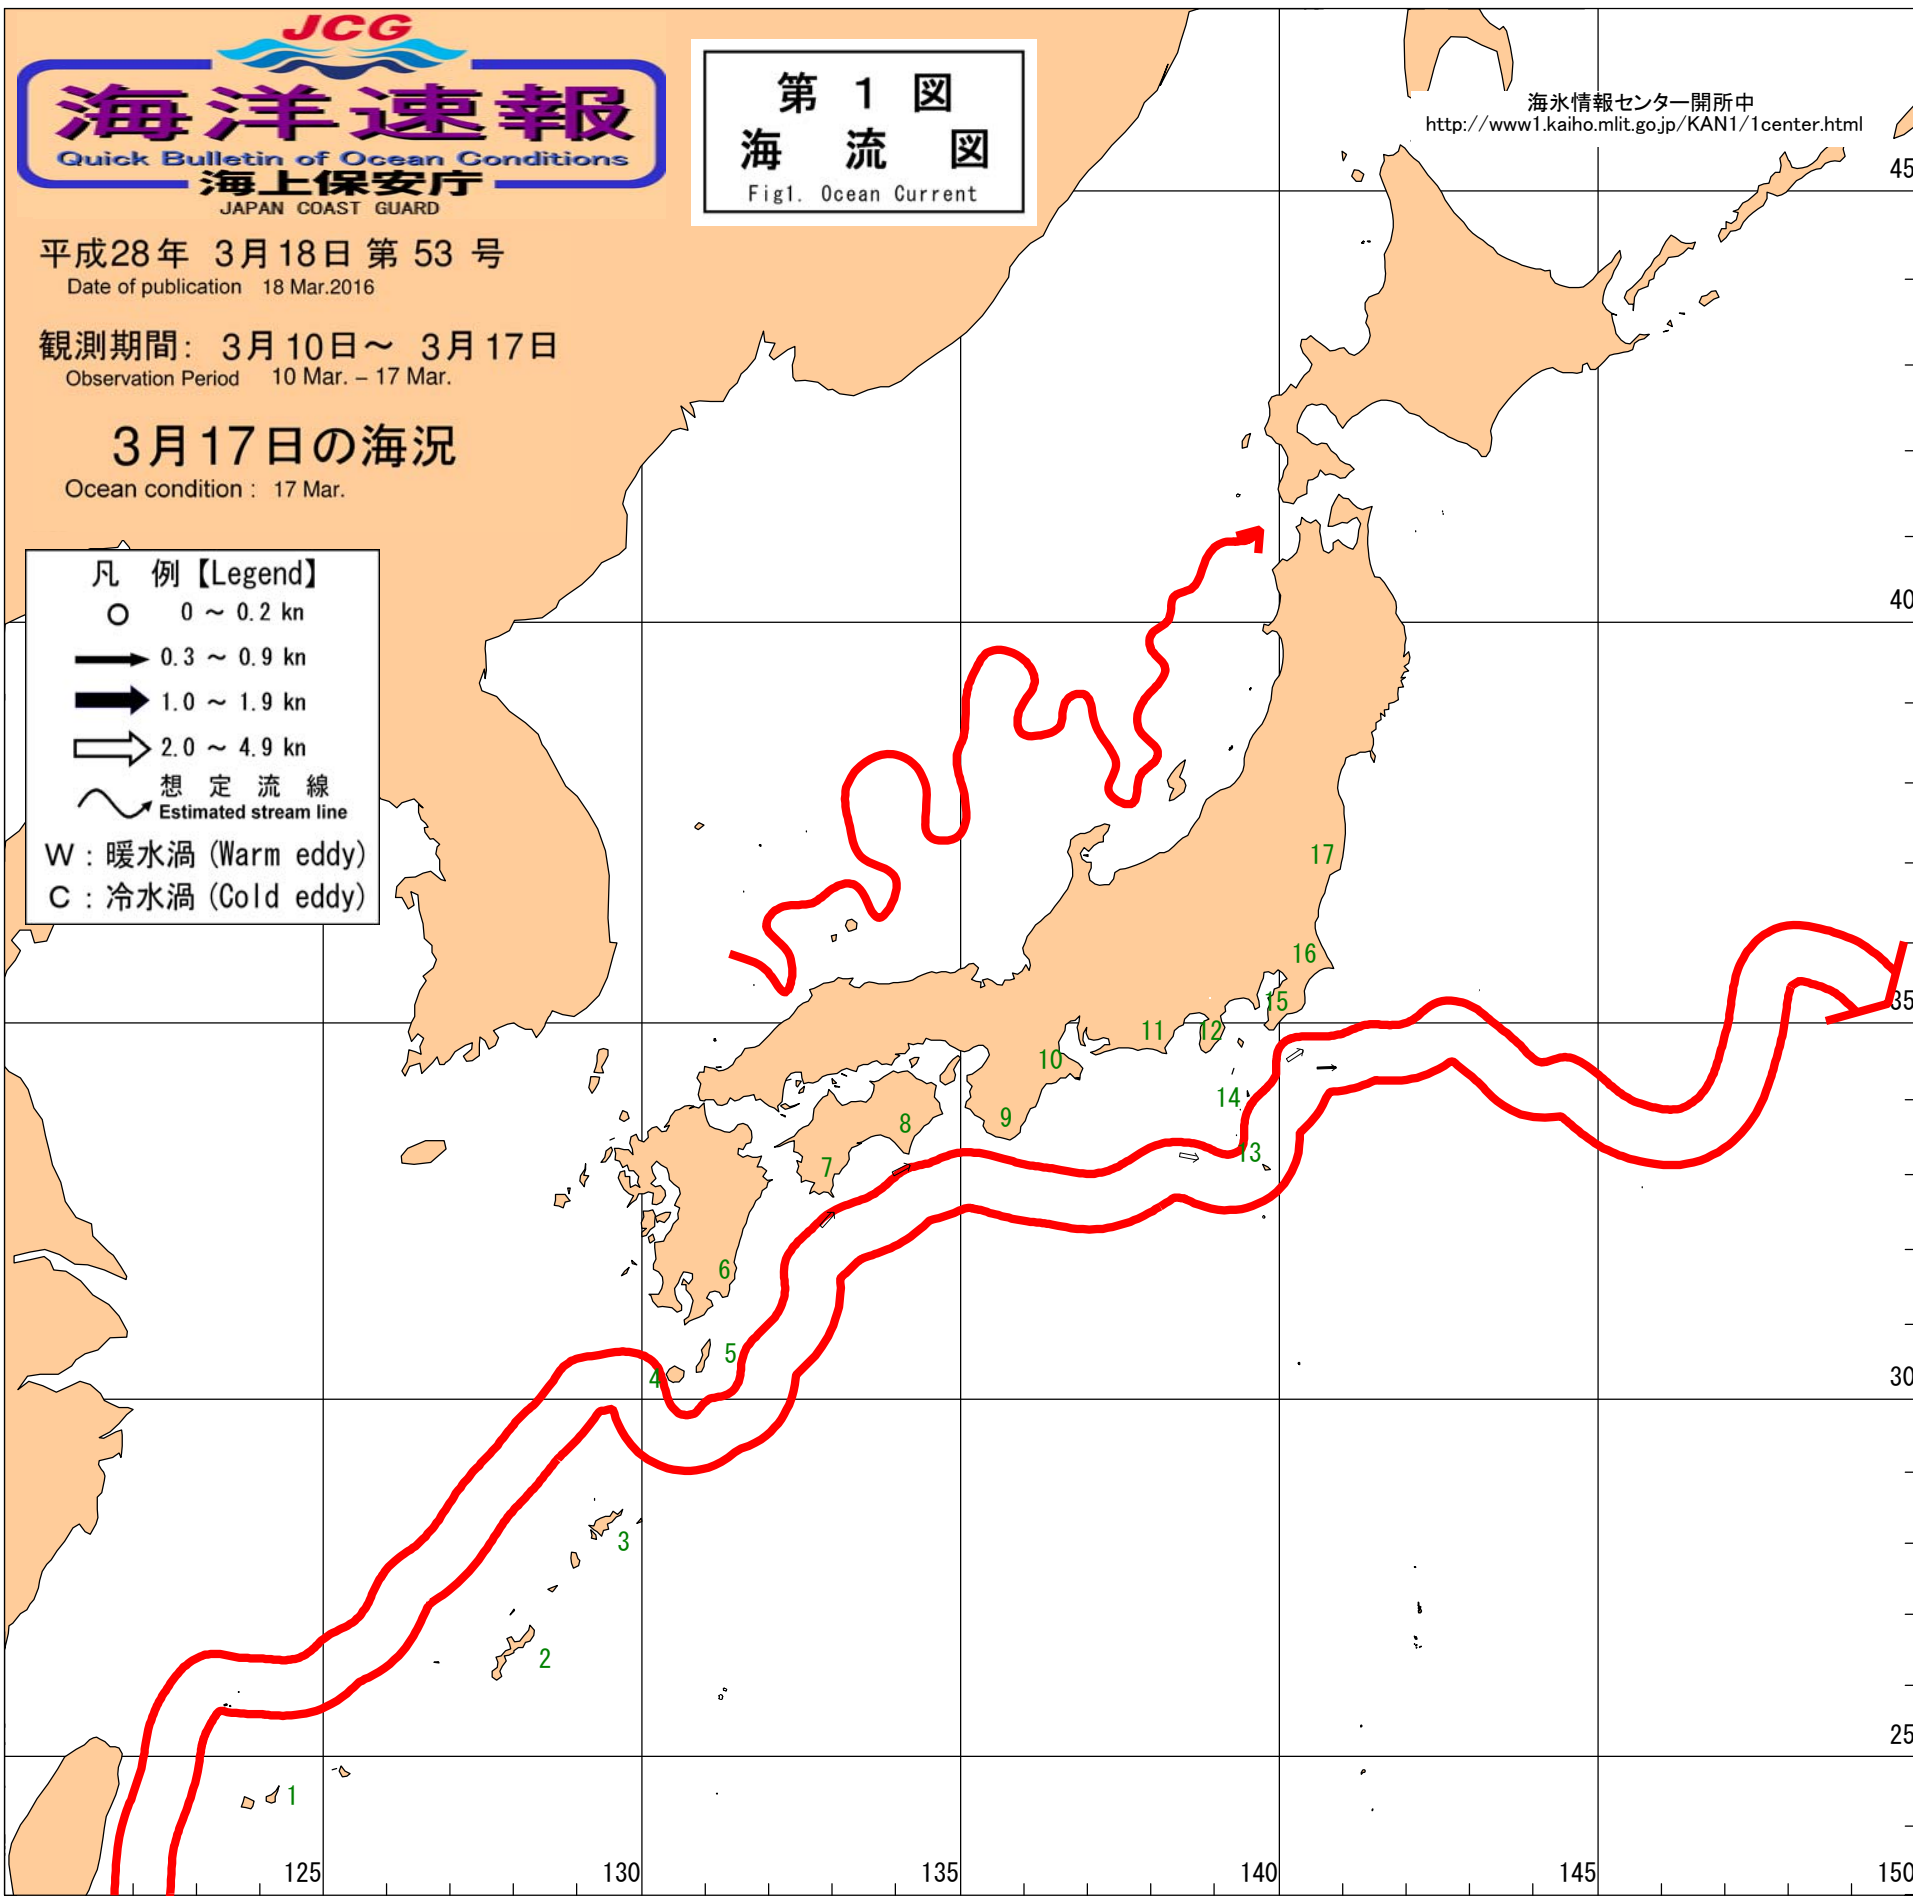 JCG
海洋速報
Quick Bulletin of Ocean Conditions
海上保安庁
JAPAN COAST GUARD
第 1 図
海 流 図
Fig1. Ocean Current
海氷情報センター開所中
http://www1.kaiho.mlit.go.jp/KAN1/1center.html
平成28年 3月18日 第 53 号
Date of publication 18 Mar.2016
観測期間: 3月10日～ 3月17日
Observation Period 10 Mar. – 17 Mar.
3月17日の海況
Ocean condition : 17 Mar.
凡 例【Legend】
0 ～ 0.2 kn
0.3 ～ 0.9 kn
1.0 ～ 1.9 kn
2.0 ～ 4.9 kn
想 定 流 線
Estimated stream line
W : 暖水渦 (Warm eddy)
C : 冷水渦 (Cold eddy)
45
40
35
30
25
17
16
15
12
11
10
14
13
9
8
7
6
5
4
3
2
1
125
130
135
140
145
150